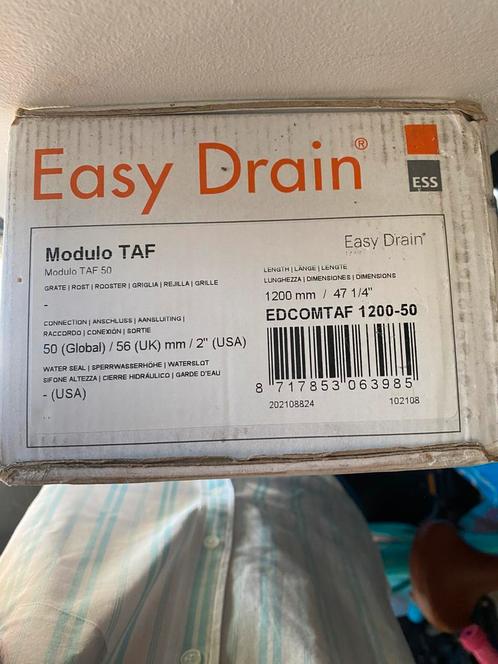 Easy Drain®
ESS
Modulo TAF
Modulo TAF 50
GRATE | ROST | ROOSTER | GRIGLIA | REJILLA | GRILLE
-
CONNECTION | ANSCHLUSS | AANSLUITING |
RACCORDO | CONEXIÓN | SORTIE
50 (Global) / 56 (UK) mm / 2" (USA)
WATER SEAL | SPERRWASSERHÖHE | WATERSLOT
SIFONE ALTEZZA | CIERRE HIDRÁULICO | GARDE D'EAU
- (USA)
Easy Drain®
LENGTH | LÄNGE | LENGTE
LUNGHEZZA | DIMENSIONES | DIMENSIONS
1200 mm / 47 1/4"
EDCOMTAF 1200-50
8 717853 063985
202108824 102108